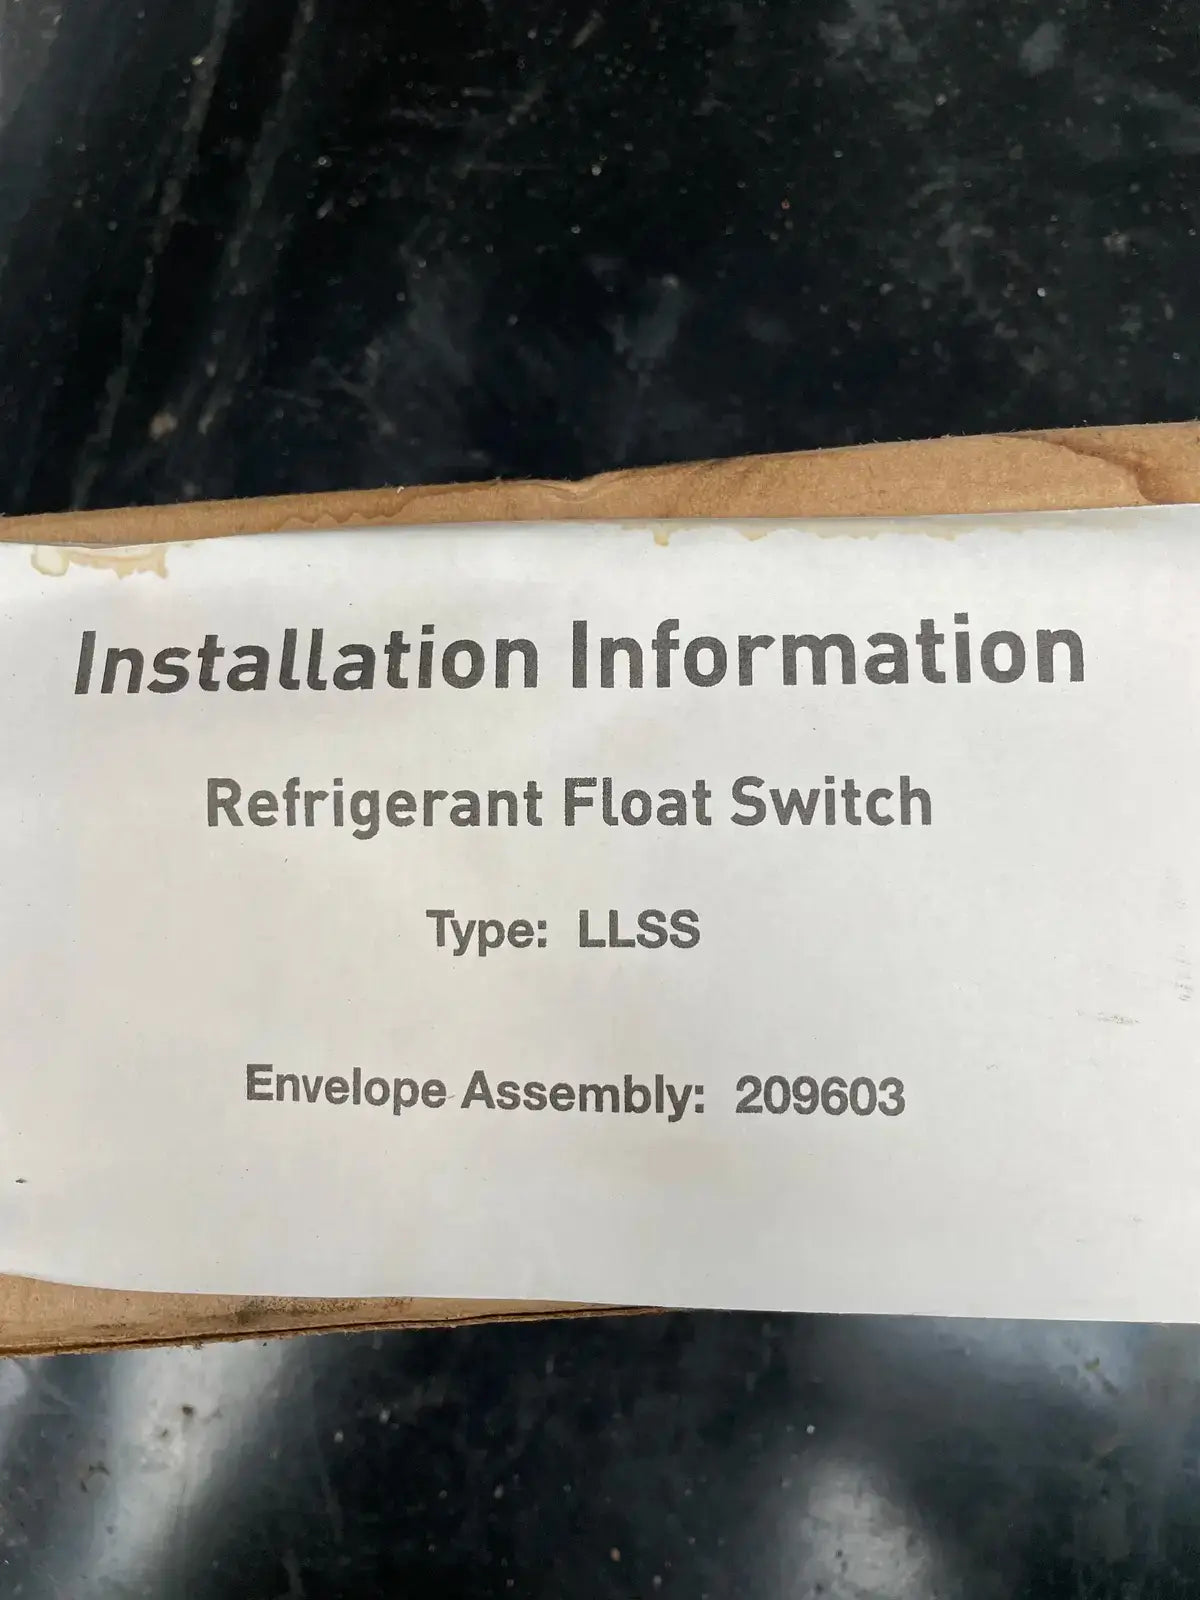 Installation Information
Refrigerant Float Switch
Type: LLSS
Envelope Assembly: 209603